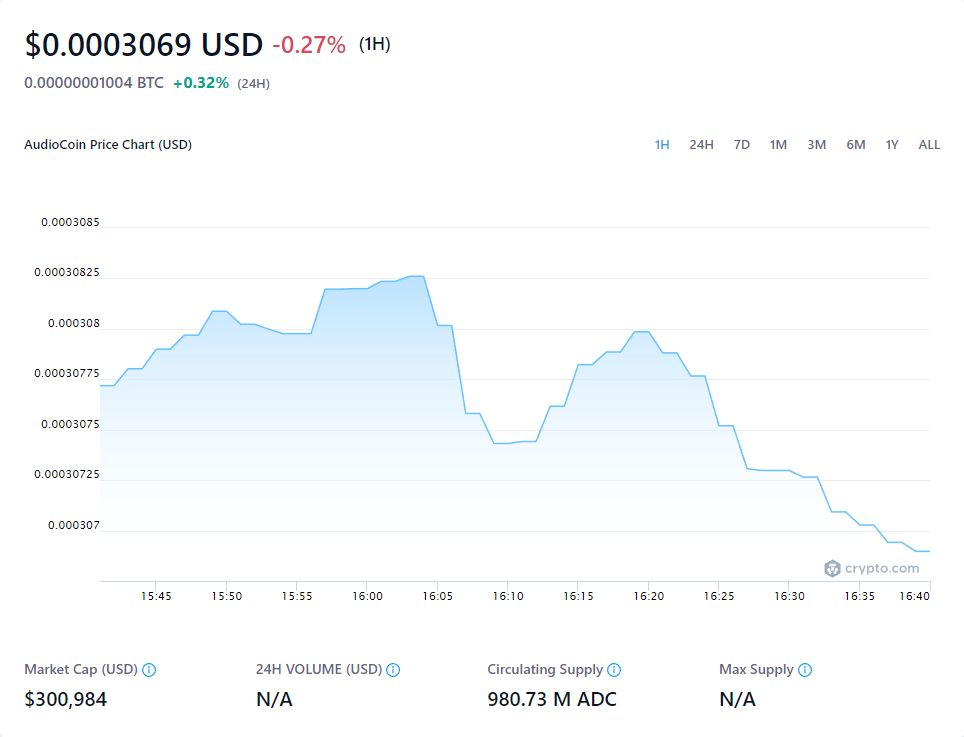 $0.0003069 USD -0.27% (1H)
0.00000001004 BTC +0.32% (24H)
AudioCoin Price Chart (USD) 1H 24H 7D 1M 3M 6M 1Y ALL
0.0003085
0.00030825
0.000308
0.00030775
0.0003075
0.00030725
0.000307
crypto.com
15:45 15:50 15:55 16:00 16:05 16:10 16:15 16:20 16:25 16:30 16:35 16:40
Market Cap (USD) 24H VOLUME (USD) Circulating Supply Max Supply
$300,984 N/A 980.73 M ADC N/A